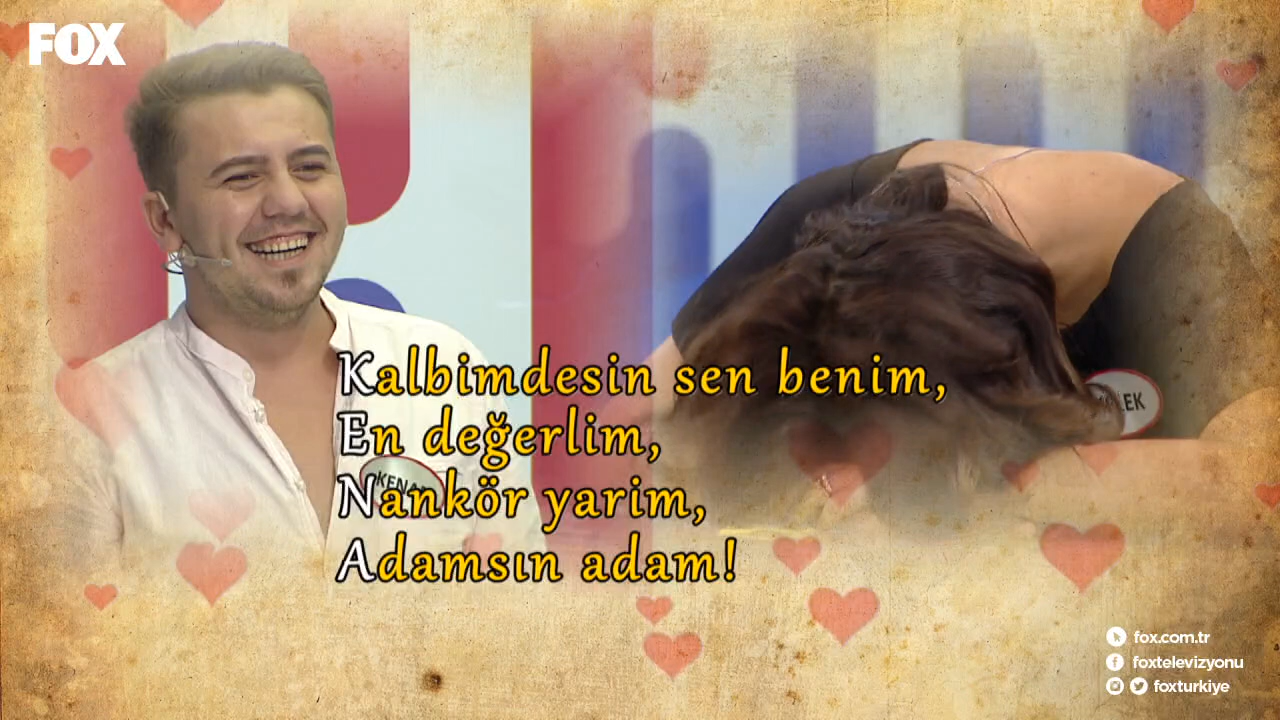 FOX
Kalbimdesin sen benim,
En değerlim,
Nankör yarim,
Adamsın adam!
fox.com.tr
foxtelevizyonu
foxturkiye